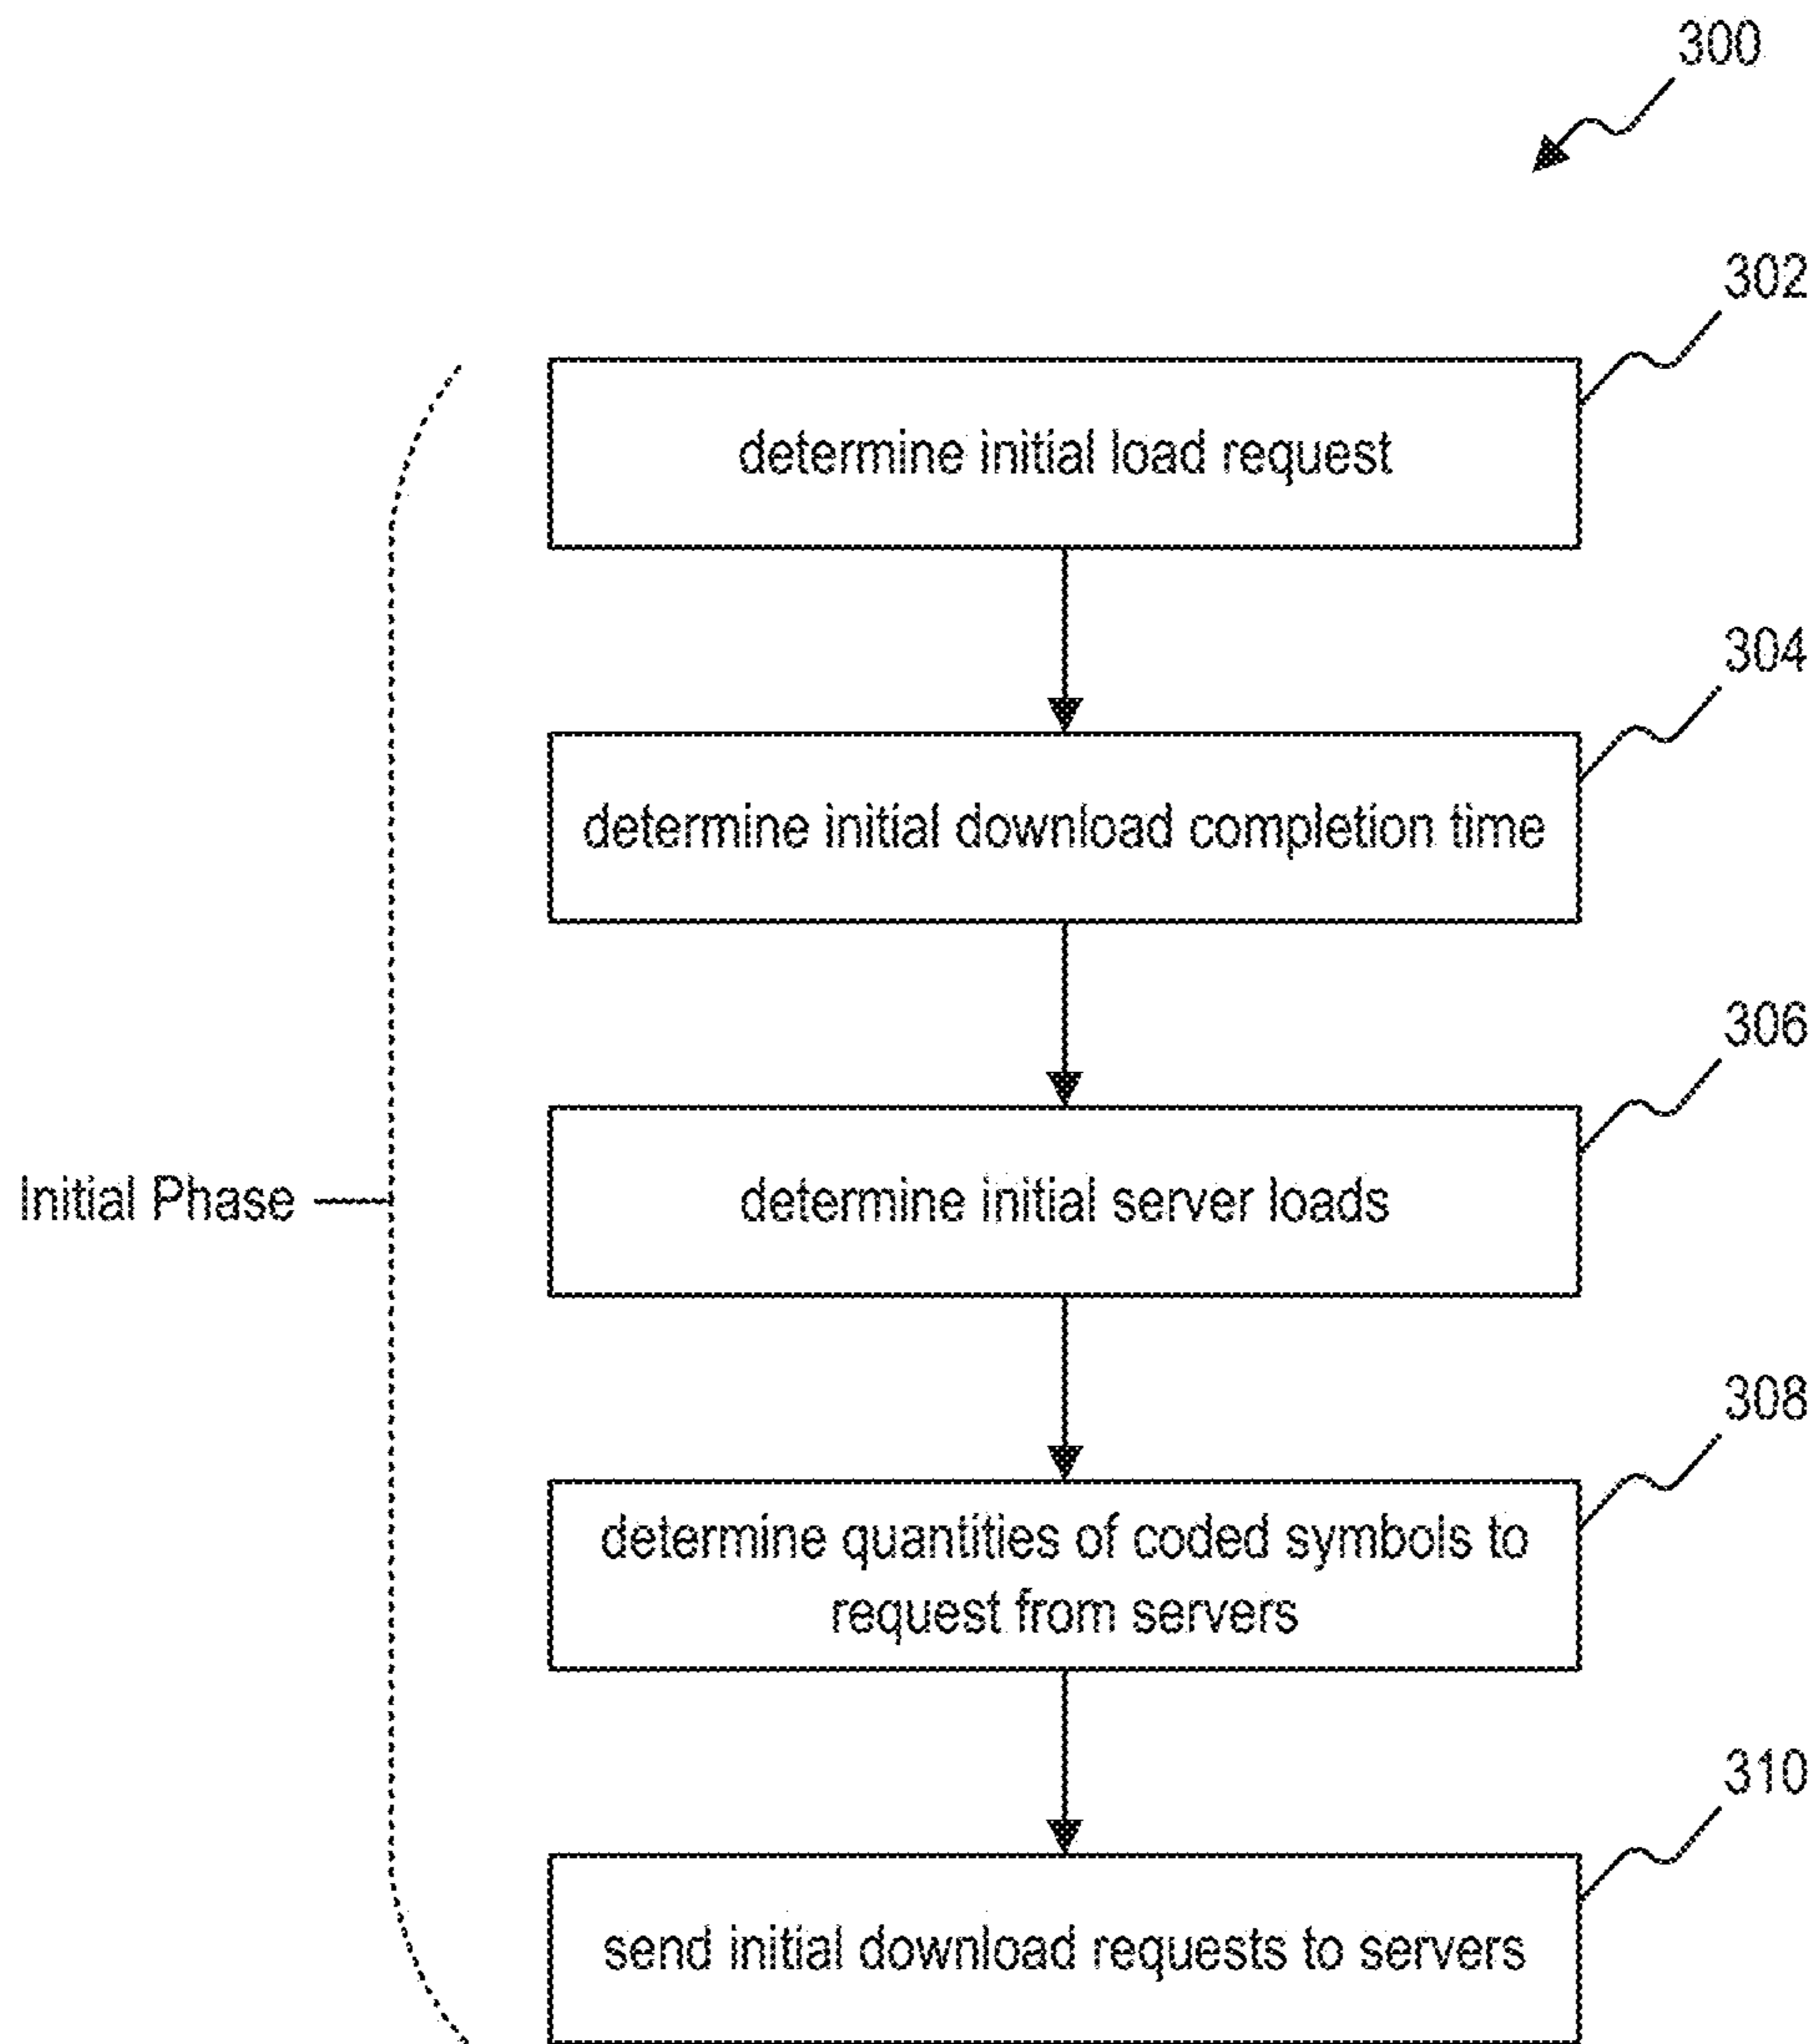 300
302
determine initial load request
304
determine initial download completion time
306
Initial Phase
determine initial server loads
308
determine quantities of coded symbols to
request from servers
310
send initial download requests to servers